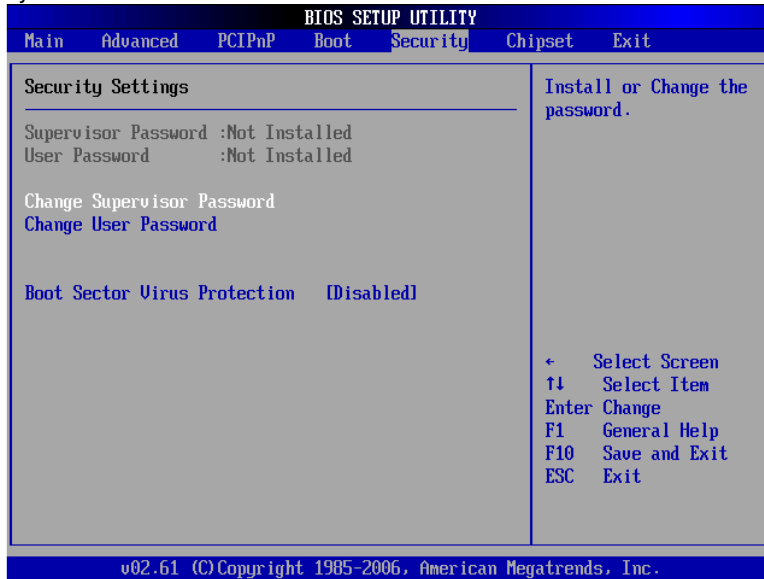 BIOS SETUP UTILITY
Main Advanced PCIPnP Boot Security Chipset Exit
Security Settings
Supervisor Password :Not Installed
User Password :Not Installed
Change Supervisor Password
Change User Password
Boot Sector Virus Protection [Disabled]
Install or Change the
password.
← Select Screen
↑↓ Select Item
Enter Change
F1 General Help
F10 Save and Exit
ESC Exit
v02.61 (C)Copyright 1985-2006, American Megatrends, Inc.